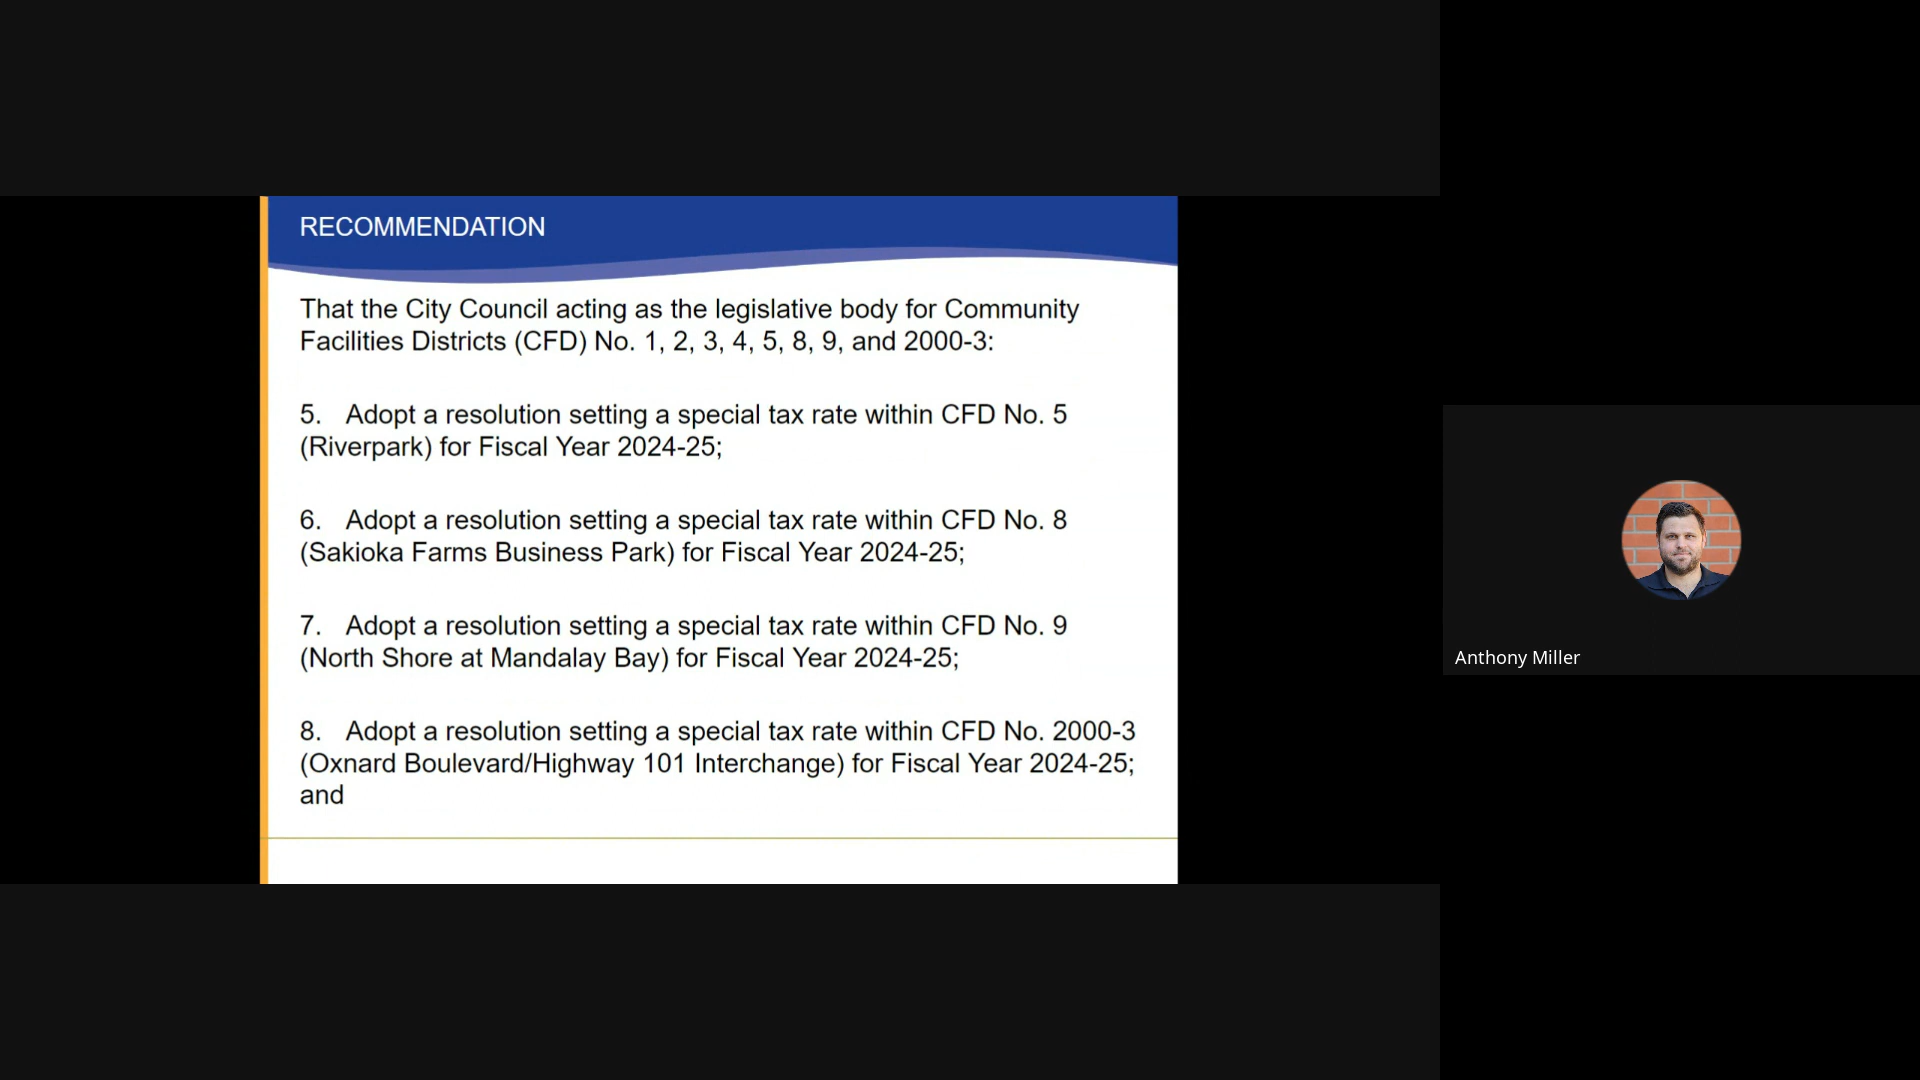 RECOMMENDATION
That the City Council acting as the legislative body for Community
Facilities Districts (CFD) No. 1, 2, 3, 4, 5, 8, 9, and 2000-3:
5. Adopt a resolution setting a special tax rate within CFD No. 5
(Riverpark) for Fiscal Year 2024-25;
6. Adopt a resolution setting a special tax rate within CFD No. 8
(Sakioka Farms Business Park) for Fiscal Year 2024-25;
7. Adopt a resolution setting a special tax rate within CFD No. 9
(North Shore at Mandalay Bay) for Fiscal Year 2024-25;
8. Adopt a resolution setting a special tax rate within CFD No. 2000-3
(Oxnard Boulevard/Highway 101 Interchange) for Fiscal Year 2024-25;
and
Anthony Miller